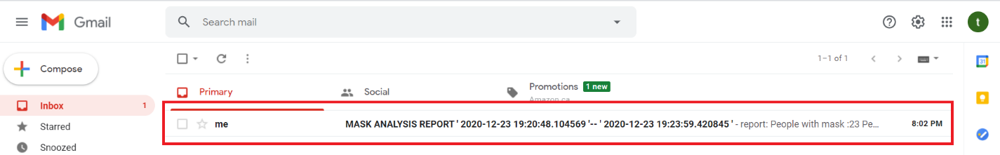 Gmail
Search mail
t
Compose
1–1 of 1
Primary
Social
Promotions 1 new
Amazon.ca
Inbox 1
me MASK ANALYSIS REPORT ' 2020-12-23 19:20:48.104569 '-- ' 2020-12-23 19:23:59.420845 ' - report: People with mask :23 Pe... 8:02 PM
Starred
Snoozed
31